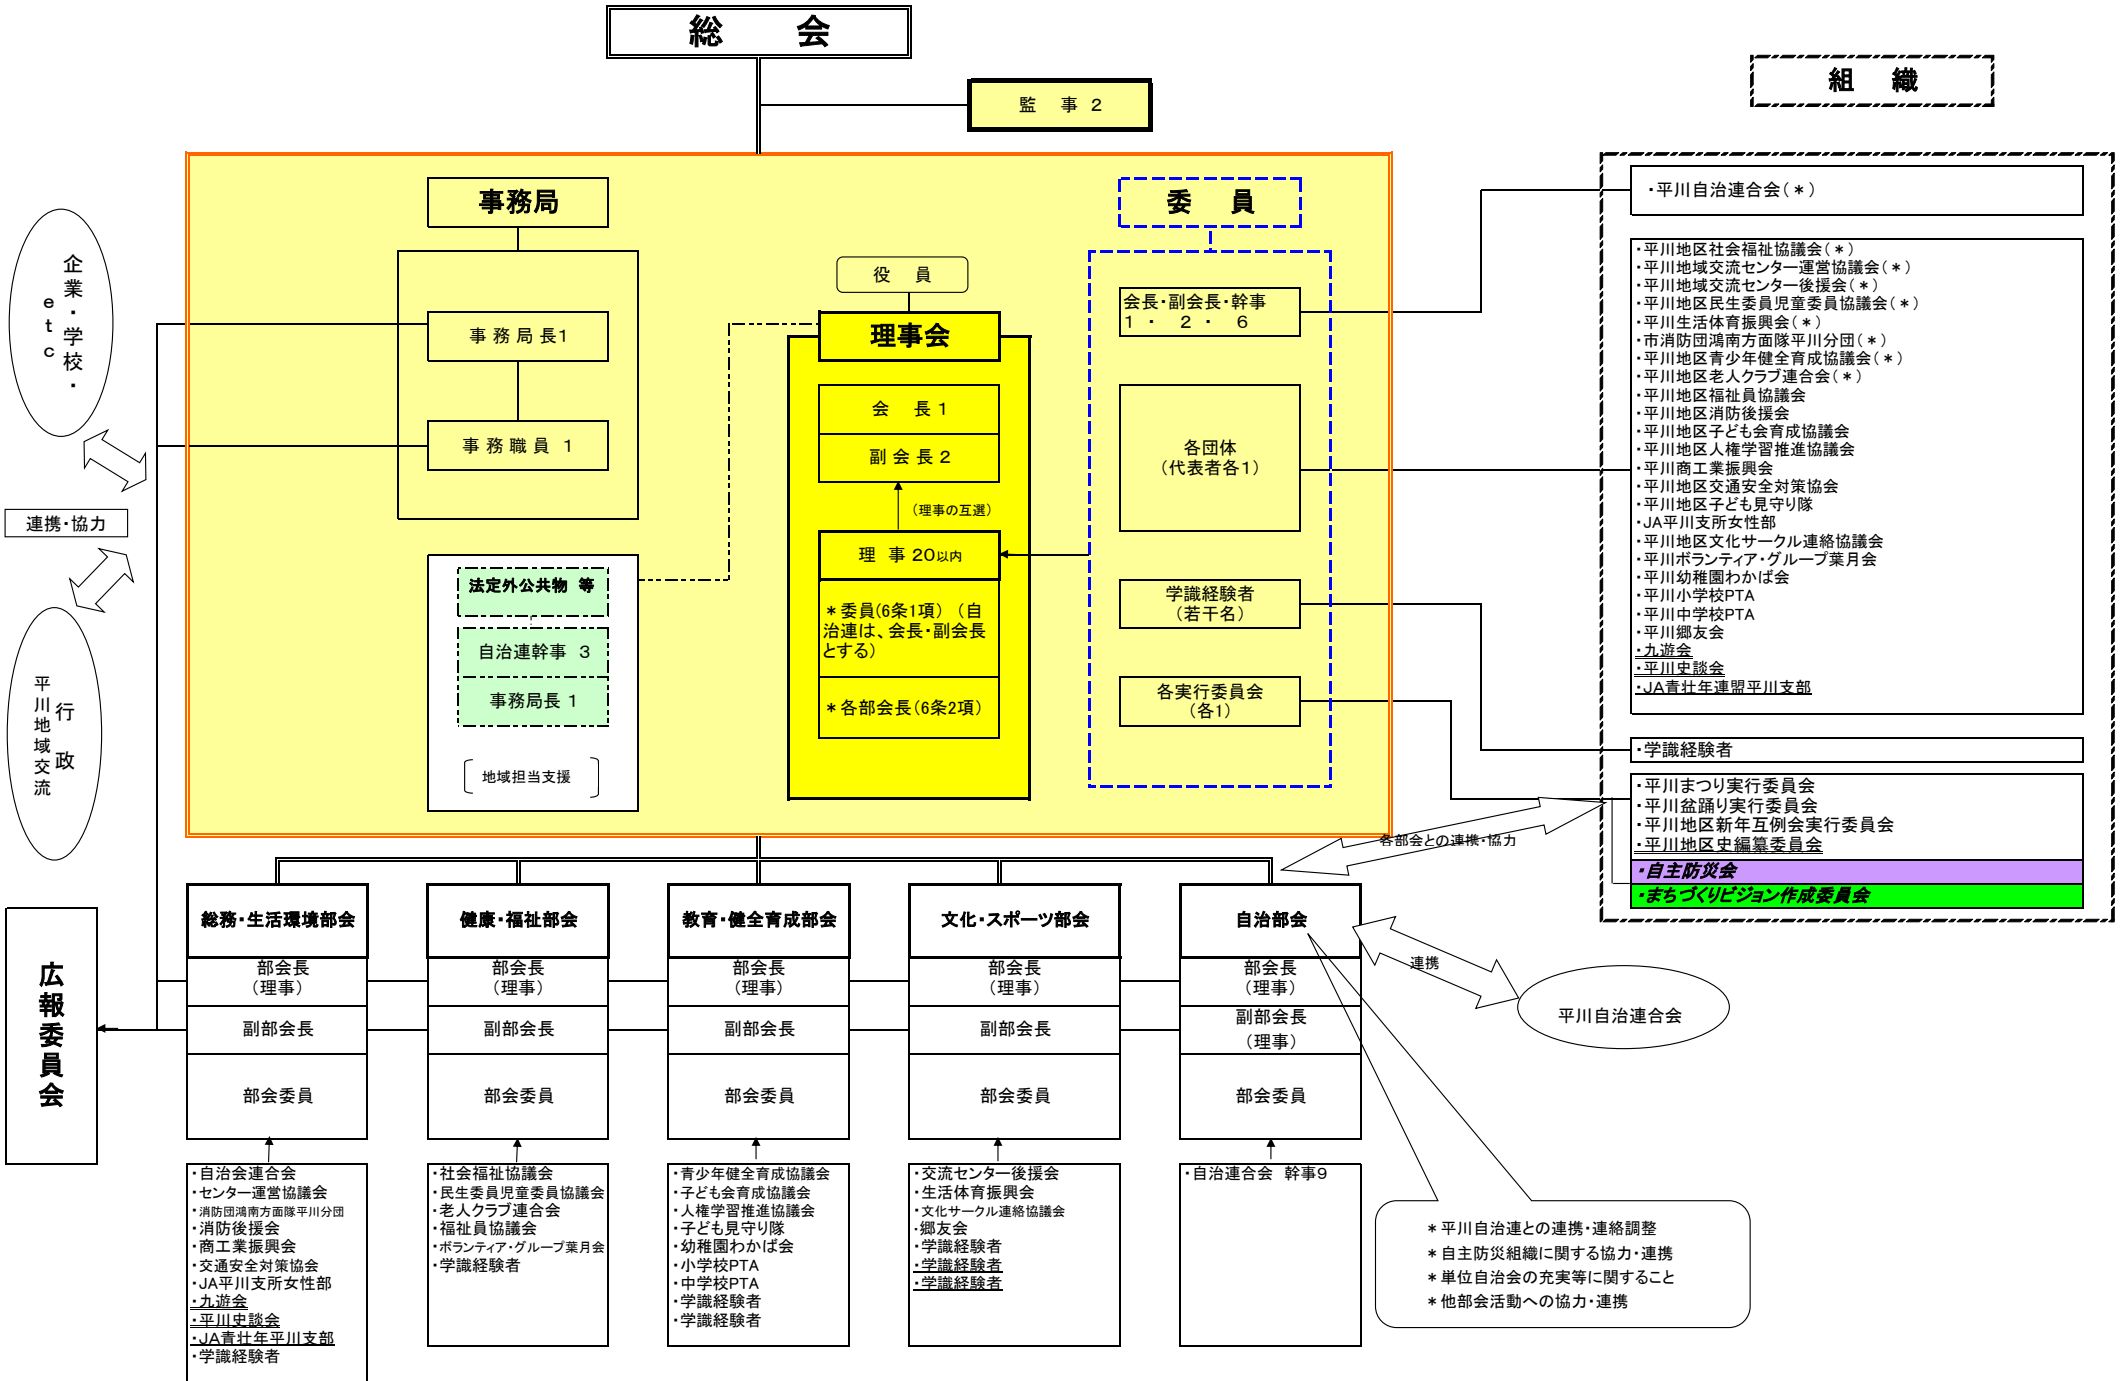 総　会
監　事 2
組　織
事務局
事務局長1
事務職員 1
法定外公共物 等
自治連幹事 3
事務局長 1
地域担当支援
役　員
理事会
会　長 1
副会長 2
(理事の互選)
理 事 20以内
＊委員(6条1項)（自
治連は、会長・副会長
とする)
＊各部会長(6条2項)
委　員
会長・副会長・幹事
1 ・ 2 ・ 6
各団体
(代表者各1)
学識経験者
(若干名)
各実行委員会
(各1)
・平川自治連合会(＊)
・平川地区社会福祉協議会(＊)
・平川地域交流センター運営協議会(＊)
・平川地域交流センター後援会(＊)
・平川地区民生委員児童委員協議会(＊)
・平川生活体育振興会(＊)
・市消防団鴻南方面隊平川分団(＊)
・平川地区青少年健全育成協議会(＊)
・平川地区老人クラブ連合会(＊)
・平川地区福祉員協議会
・平川地区消防後援会
・平川地区子ども会育成協議会
・平川地区人権学習推進協議会
・平川商工業振興会
・平川地区交通安全対策協会
・平川地区子ども見守り隊
・JA平川支所女性部
・平川地区文化サークル連絡協議会
・平川ボランティア・グループ葉月会
・平川幼稚園わかば会
・平川小学校PTA
・平川中学校PTA
・平川郷友会
・九遊会
・平川史談会
・JA青壮年連盟平川支部
・学識経験者
・平川まつり実行委員会
・平川盆踊り実行委員会
・平川地区新年互例会実行委員会
・平川地区史編纂委員会
・自主防災会
・まちづくりビジョン作成委員会
企業・学校・
etc
連携・協力
行　政
平川地域交流
各部会との連携・協力
広報委員会
総務・生活環境部会
部会長
(理事)
副部会長
部会委員
・自治会連合会
・センター運営協議会
・消防団鴻南方面隊平川分団
・消防後援会
・商工業振興会
・交通安全対策協会
・JA平川支所女性部
・九遊会
・平川史談会
・JA青壮年平川支部
・学識経験者
健康・福祉部会
部会長
(理事)
副部会長
部会委員
・社会福祉協議会
・民生委員児童委員協議会
・老人クラブ連合会
・福祉員協議会
・ボランティア・グループ葉月会
・学識経験者
教育・健全育成部会
部会長
(理事)
副部会長
部会委員
・青少年健全育成協議会
・子ども会育成協議会
・人権学習推進協議会
・子ども見守り隊
・幼稚園わかば会
・小学校PTA
・中学校PTA
・学識経験者
・学識経験者
文化・スポーツ部会
部会長
(理事)
副部会長
部会委員
・交流センター後援会
・生活体育振興会
・文化サークル連絡協議会
・郷友会
・学識経験者
・学識経験者
・学識経験者
自治部会
部会長
(理事)
副部会長
(理事)
部会委員
・自治連合会 幹事9
連携
平川自治連合会
＊平川自治連との連携・連絡調整
＊自主防災組織に関する協力・連携
＊単位自治会の充実等に関すること
＊他部会活動への協力・連携